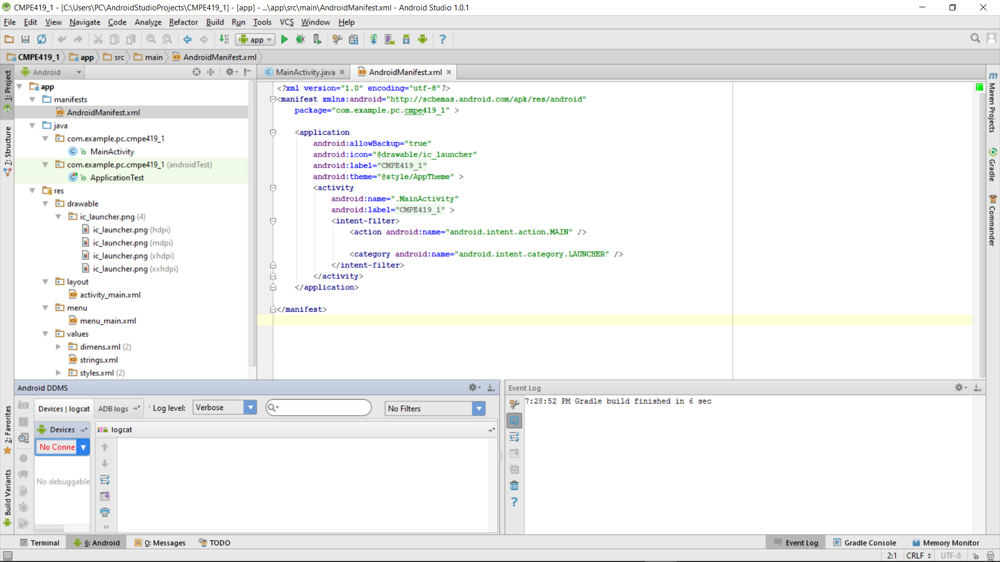 CMPE419_1 - [C:\Users\PC\AndroidStudioProjects\CMPE419_1] - [app] - ...\app\src\main\AndroidManifest.xml - Android Studio 1.0.1
File Edit View Navigate Code Analyze Refactor Build Run Tools VCS Window Help
app
CMPE419_1 app src main AndroidManifest.xml
1: Project
7: Structure
2: Favorites
Build Variants
Android
app
manifests
AndroidManifest.xml
java
com.example.pc.cmpe419_1
MainActivity
com.example.pc.cmpe419_1 (androidTest)
ApplicationTest
res
drawable
ic_launcher.png (4)
ic_launcher.png (hdpi)
ic_launcher.png (mdpi)
ic_launcher.png (xhdpi)
ic_launcher.png (xxhdpi)
layout
activity_main.xml
menu
menu_main.xml
values
dimens.xml (2)
strings.xml
styles.xml (2)
MainActivity.java AndroidManifest.xml
<?xml version="1.0" encoding="utf-8"?>
<manifest xmlns:android="http://schemas.android.com/apk/res/android"
package="com.example.pc.cmpe419_1" >
<application
android:allowBackup="true"
android:icon="@drawable/ic_launcher"
android:label="CMPE419_1"
android:theme="@style/AppTheme" >
<activity
android:name=".MainActivity"
android:label="CMPE419_1" >
<intent-filter>
<action android:name="android.intent.action.MAIN" />
<category android:name="android.intent.category.LAUNCHER" />
</intent-filter>
</activity>
</application>
</manifest>
Maven Projects
Gradle
Commander
Android DDMS
Devices | logcat ADB logs Log level: Verbose No Filters
Devices logcat
No Conne
No debuggable
Event Log
7:28:52 PM Gradle build finished in 6 sec
Terminal 6: Android 0: Messages TODO Event Log Gradle Console Memory Monitor
2:1 CRLF UTF-8